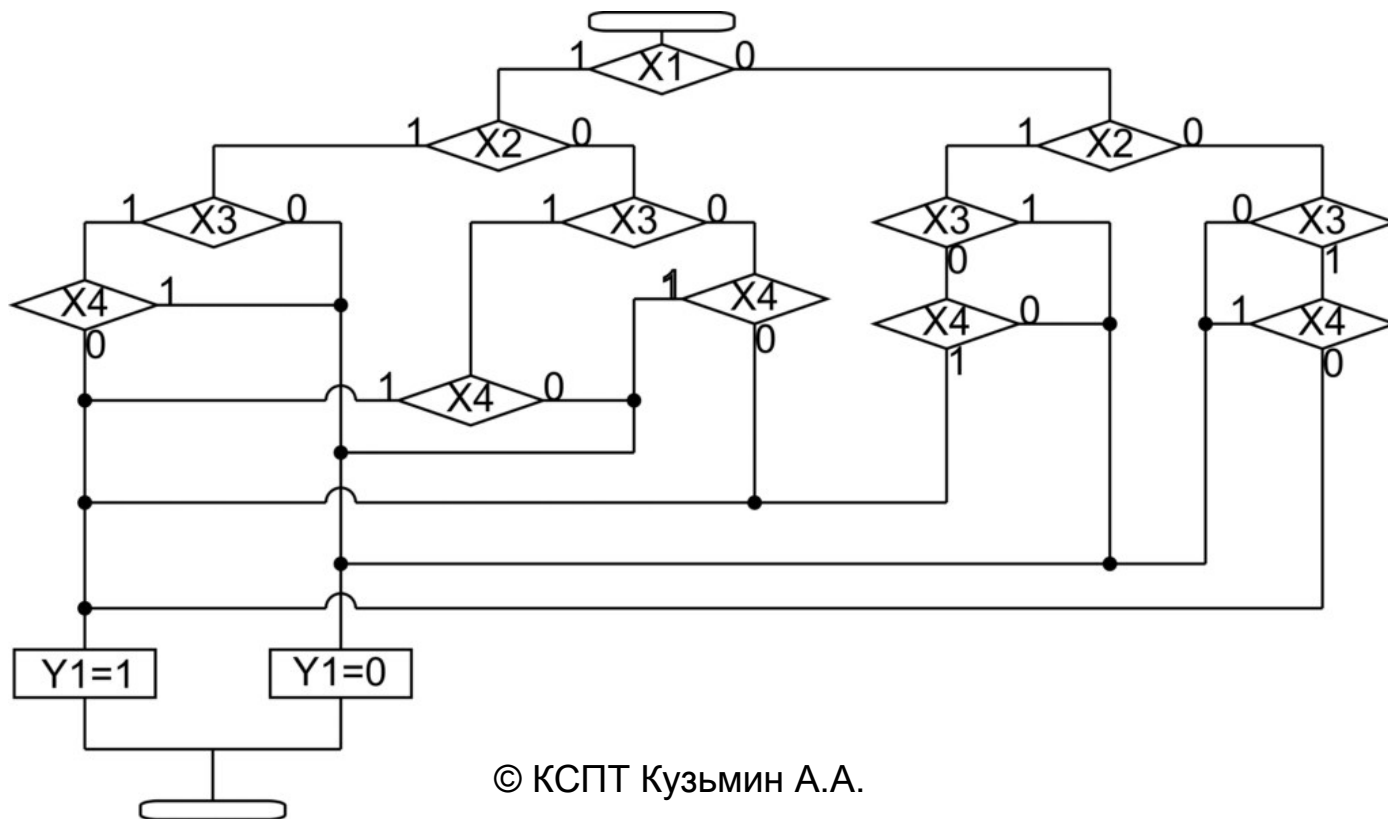 1 X1 0
1 X2 0 1 X2 0
1 X3 0 1 X3 0 X3 1 0 X3
0 1
X4 1 1 X4 X4 0 1 X4
0 0 1 0
1 X4 0
Y1=1 Y1=0
© КСПТ Кузьмин А.А.